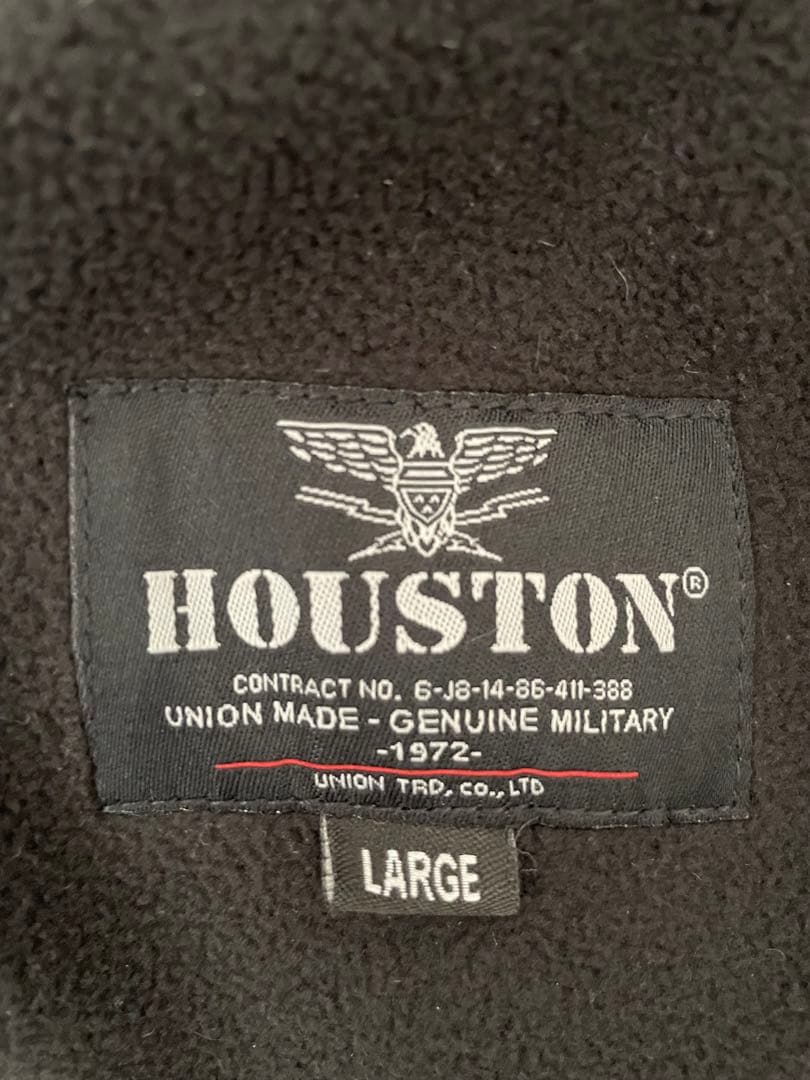 HOUSTON®
CONTRACT NO. 6-J8-14-86-411-388
UNION MADE - GENUINE MILITARY
-1972-
UNION TRD, CO., LTD
LARGE